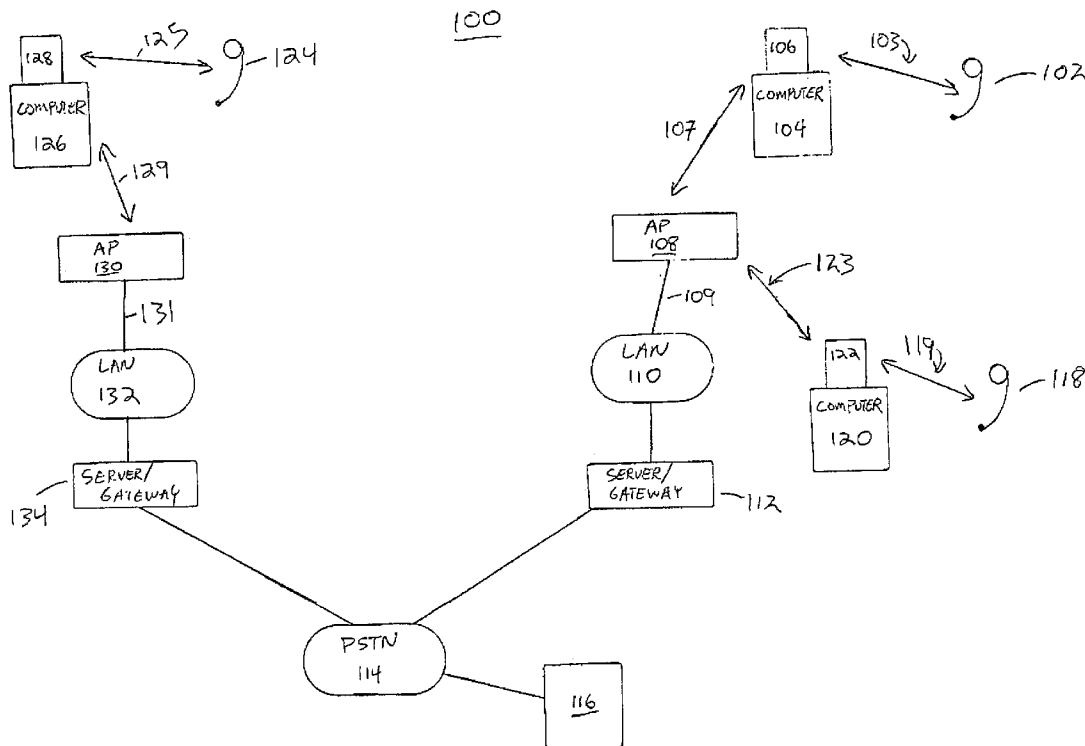 100
128
125
124
COMPUTER
126
129
AP
130
131
LAN
132
SERVER/
GATEWAY
134
106
103
102
COMPUTER
104
107
AP
108
109
123
LAN
110
122
119
118
COMPUTER
120
SERVER/
GATEWAY
112
PSTN
114
116